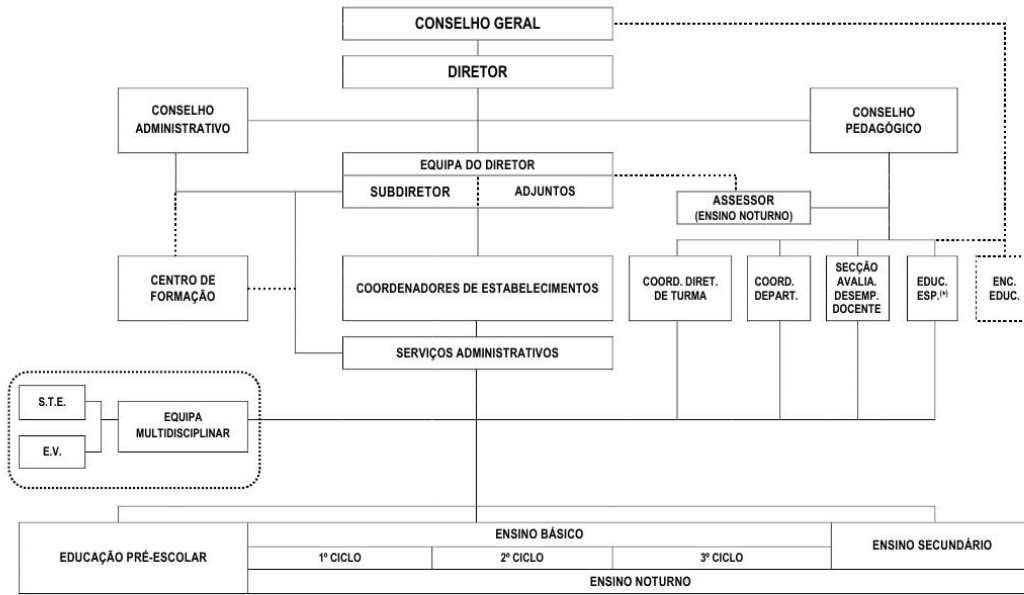 CONSELHO GERAL
DIRETOR
CONSELHO
ADMINISTRATIVO
CONSELHO
PEDAGÓGICO
EQUIPA DO DIRETOR
SUBDIRETOR
ADJUNTOS
ASSESSOR
(ENSINO NOTURNO)
CENTRO DE
FORMAÇÃO
COORDENADORES DE ESTABELECIMENTOS
COORD. DIRET.
DE TURMA
COORD.
DEPART.
SECÇÃO
AVALIA.
DESEMP.
DOCENTE
EDUC.
ESP.(*)
ENC.
EDUC.
SERVIÇOS ADMINISTRATIVOS
S.T.E.
E.V.
EQUIPA
MULTIDISCIPLINAR
EDUCAÇÃO PRÉ-ESCOLAR
ENSINO BÁSICO
1º CICLO
2º CICLO
3º CICLO
ENSINO SECUNDÁRIO
ENSINO NOTURNO